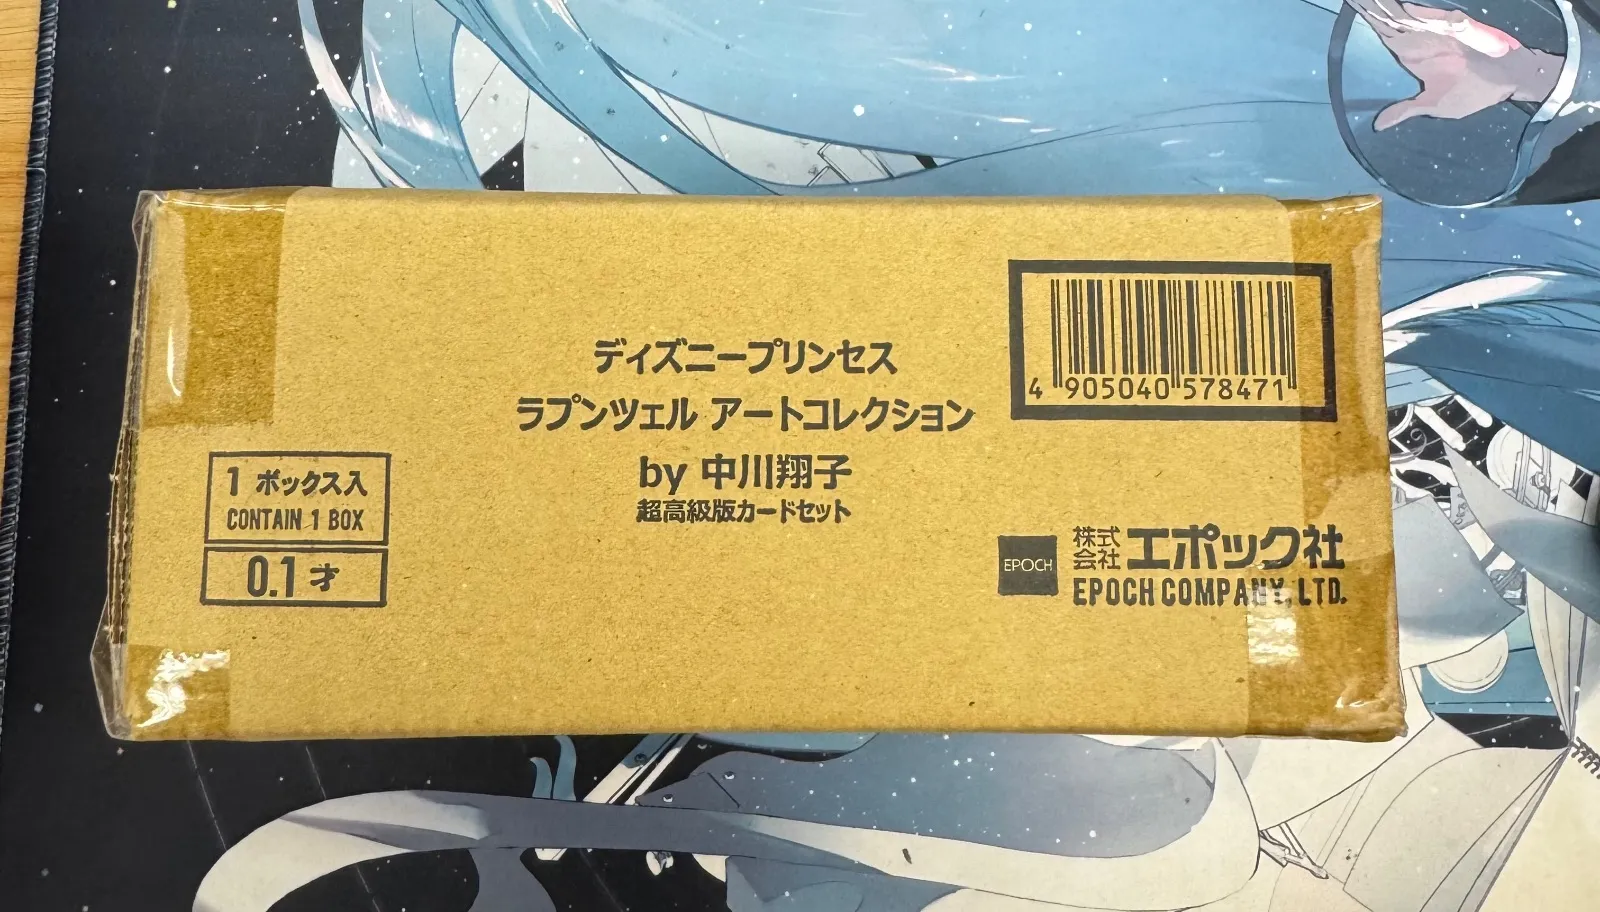 ディズニープリンセス
ラプンツェル アートコレクション
by 中川翔子
超高級版カードセット
4 905040 578471
1 ボックス入
CONTAIN 1 BOX
0.1 才
EPOCH
株式会社 エポック社
EPOCH COMPANY, LTD.